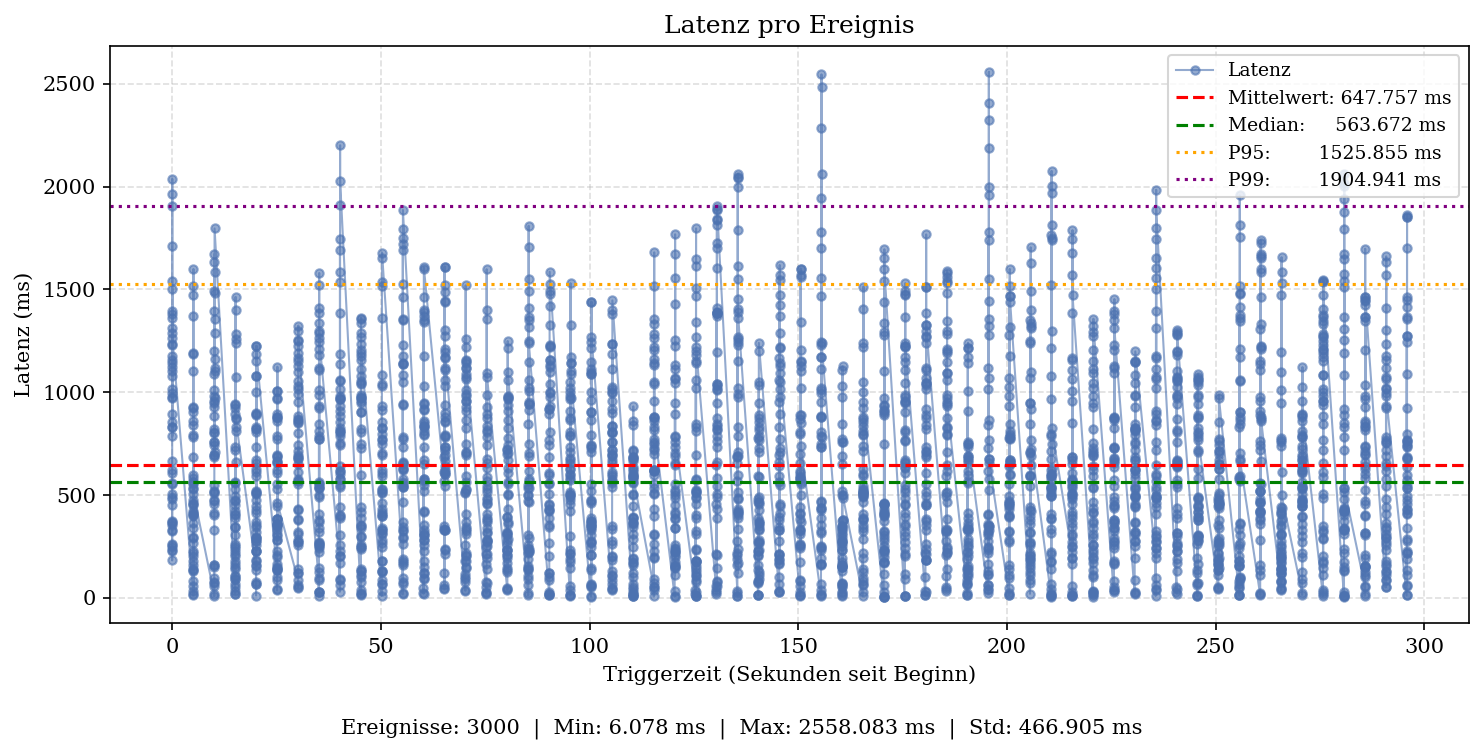 Latenz pro Ereignis
Latenz (ms)
2500
2000
1500
1000
500
0
Latenz
Mittelwert: 647.757 ms
Median: 563.672 ms
P95: 1525.855 ms
P99: 1904.941 ms
0 50 100 150 200 250 300
Triggerzeit (Sekunden seit Beginn)
Ereignisse: 3000 | Min: 6.078 ms | Max: 2558.083 ms | Std: 466.905 ms